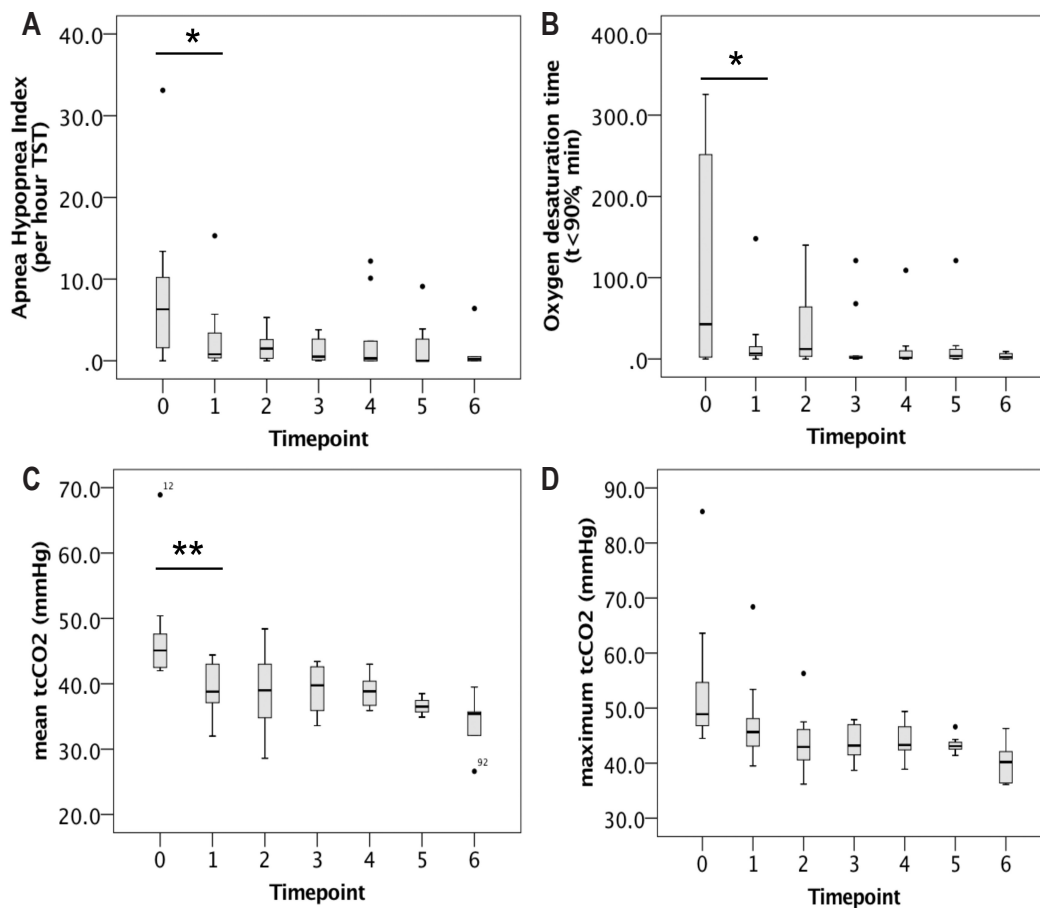 A
Apnea Hypopnea Index
(per hour TST)
40.0
30.0
20.0
10.0
.0
*
0 1 2 3 4 5 6
Timepoint
B
Oxygen desaturation time
(t<90%, min)
400.0
300.0
200.0
100.0
.0
*
0 1 2 3 4 5 6
Timepoint
C
mean tcCO2 (mmHg)
70.0
60.0
50.0
40.0
30.0
20.0
12
**
92
0 1 2 3 4 5 6
Timepoint
D
maximum tcCO2 (mmHg)
90.0
80.0
70.0
60.0
50.0
40.0
30.0
0 1 2 3 4 5 6
Timepoint